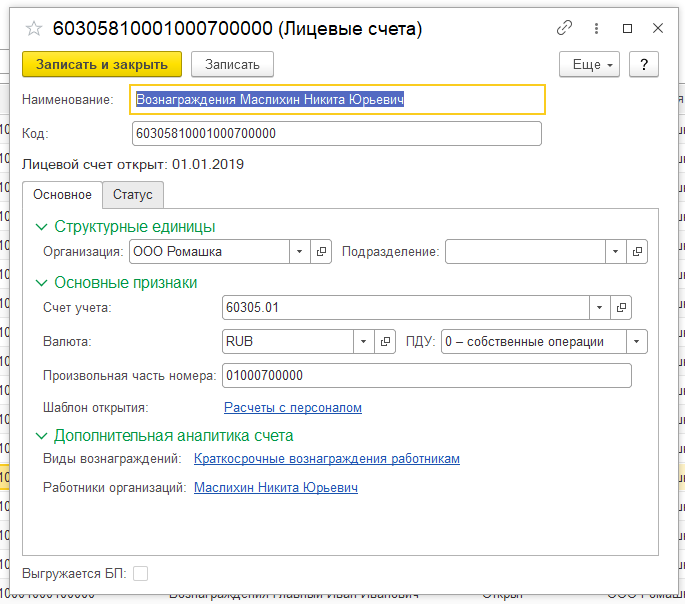 60305810001000700000 (Лицевые счета)
Записать и закрыть Записать Еще ?
Наименование: Вознаграждения Маслихин Никита Юрьевич
Код: 60305810001000700000
Лицевой счет открыт: 01.01.2019
Основное Статус
Структурные единицы
Организация: ООО Ромашка Подразделение:
Основные признаки
Счет учета: 60305.01
Валюта: RUB ПДУ: 0 – собственные операции
Произвольная часть номера: 01000700000
Шаблон открытия: Расчеты с персоналом
Дополнительная аналитика счета
Виды вознаграждений: Краткосрочные вознаграждения работникам
Работники организаций: Маслихин Никита Юрьевич
Выгружается БП: